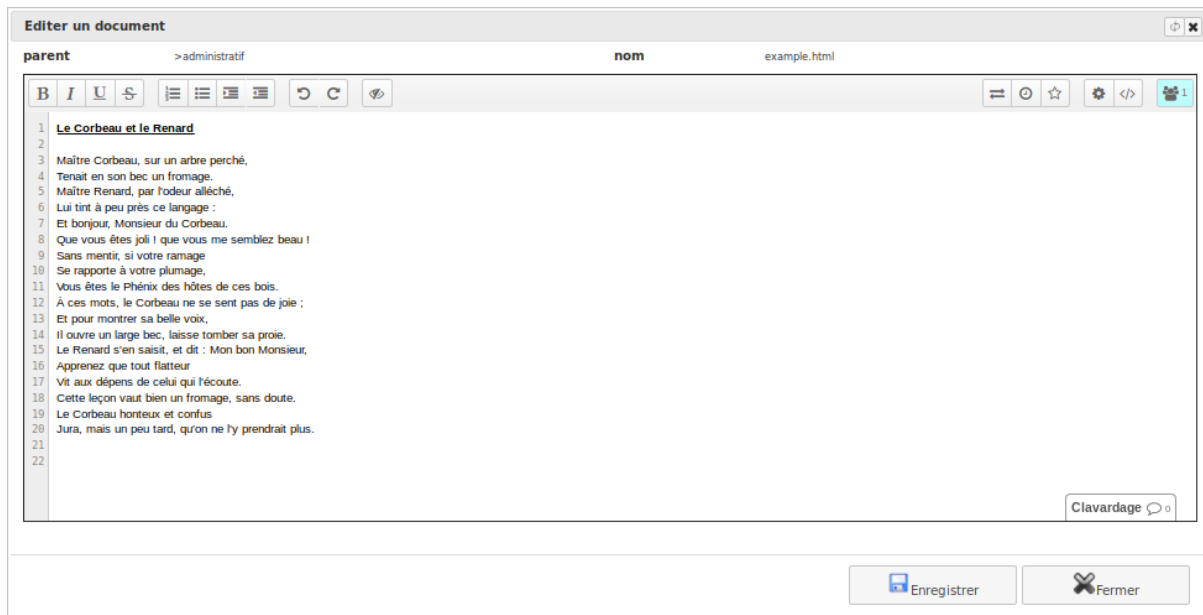 Editer un document
parent >administratif nom example.html
B I U S 1
1 Le Corbeau et le Renard
2
3 Maître Corbeau, sur un arbre perché,
4 Tenait en son bec un fromage.
5 Maître Renard, par l'odeur alléché,
6 Lui tint à peu près ce langage :
7 Et bonjour, Monsieur du Corbeau.
8 Que vous êtes joli ! que vous me semblez beau !
9 Sans mentir, si votre ramage
10 Se rapporte à votre plumage,
11 Vous êtes le Phénix des hôtes de ces bois.
12 À ces mots, le Corbeau ne se sent pas de joie ;
13 Et pour montrer sa belle voix,
14 Il ouvre un large bec, laisse tomber sa proie.
15 Le Renard s'en saisit, et dit : Mon bon Monsieur,
16 Apprenez que tout flatteur
17 Vit aux dépens de celui qui l'écoute.
18 Cette leçon vaut bien un fromage, sans doute.
19 Le Corbeau honteux et confus
20 Jura, mais un peu tard, qu'on ne l'y prendrait plus.
21
22
Clavardage 0
Enregistrer Fermer